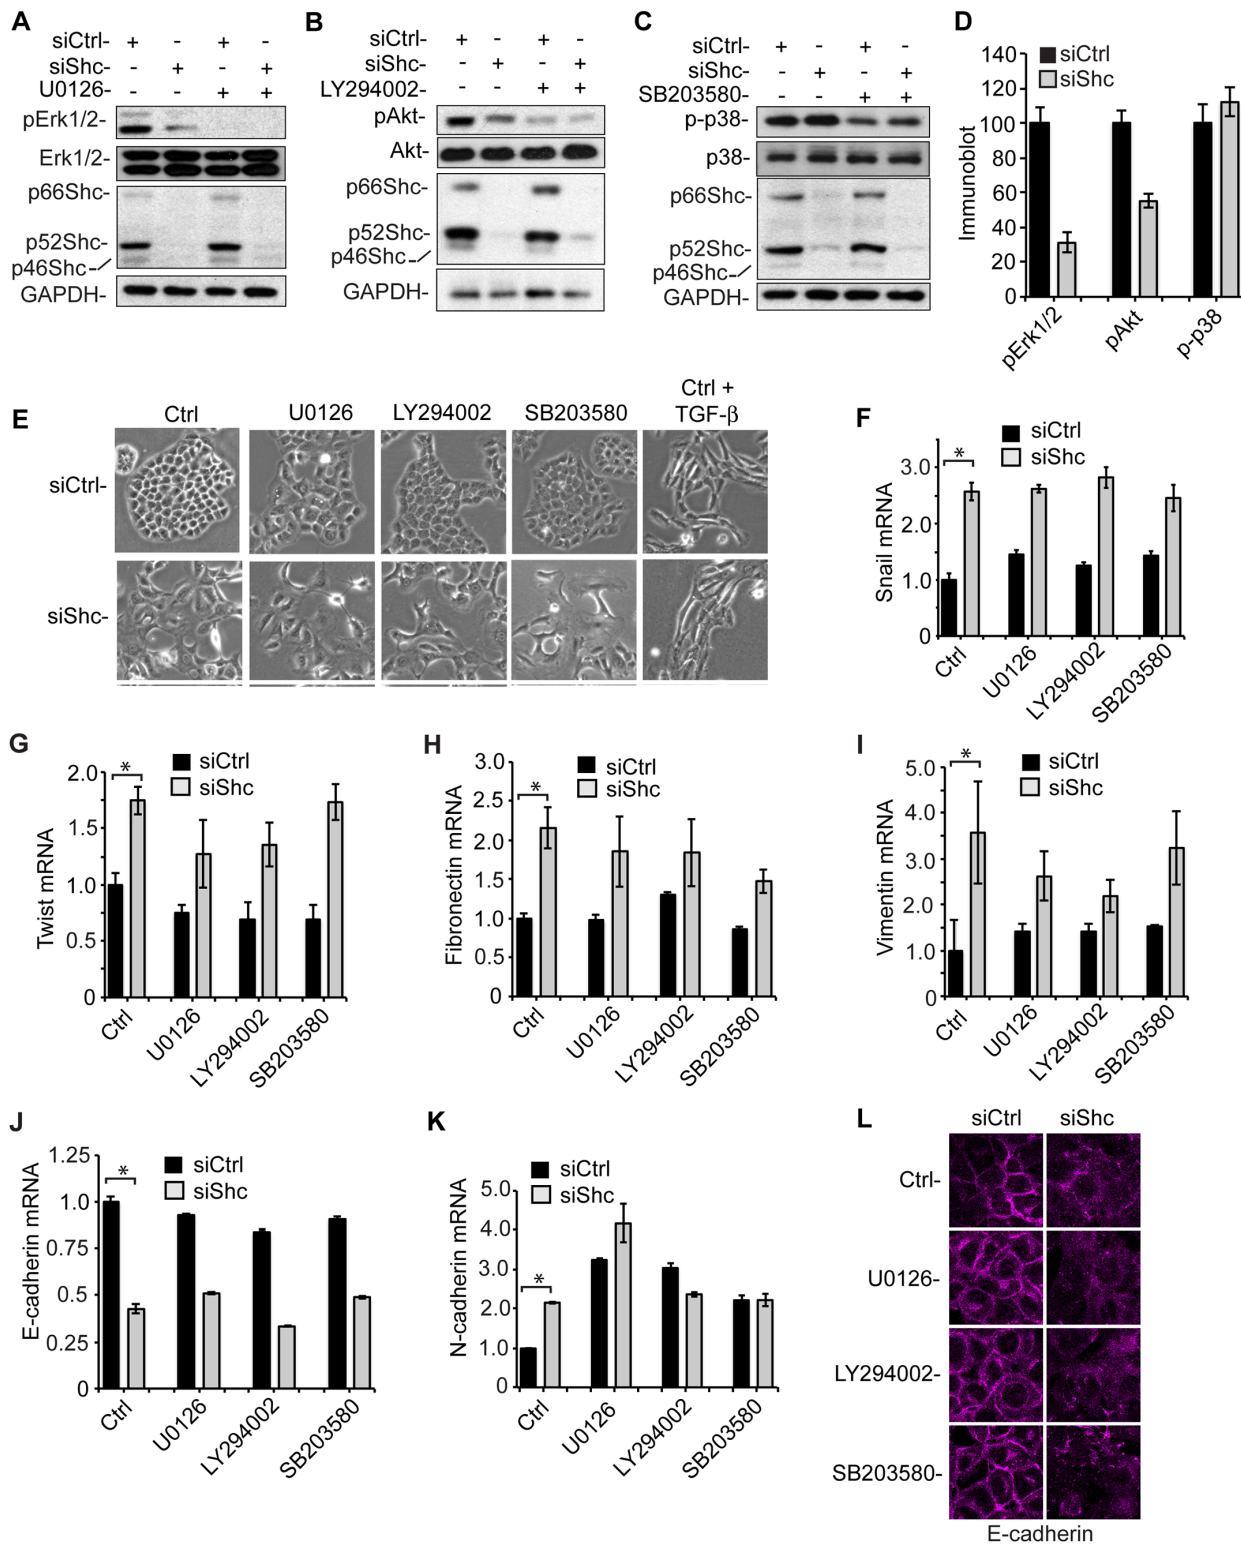 A
siCtrl- + - + -
siShc- - + - +
U0126- - - + +
pErk1/2-
Erk1/2-
p66Shc-
p52Shc-
p46Shc-
GAPDH-
B
siCtrl- + - + -
siShc- - + - +
LY294002- - - + +
pAkt-
Akt-
p66Shc-
p52Shc-
p46Shc-
GAPDH-
C
siCtrl- + - + -
siShc- - + - +
SB203580- - - + +
p-p38-
p38-
p66Shc-
p52Shc-
p46Shc-
GAPDH-
D
siCtrl
siShc
Immunoblot
140
120
100
80
60
40
20
0
pErk1/2
pAkt
p-p38
E
Ctrl
U0126
LY294002
SB203580
Ctrl +
TGF-β
siCtrl-
siShc-
F
siCtrl
siShc
*
Snail mRNA
3.0
2.0
1.0
0
Ctrl
U0126
LY294002
SB203580
G
siCtrl
siShc
*
Twist mRNA
2.0
1.5
1.0
0.5
0
Ctrl
U0126
LY294002
SB203580
H
siCtrl
siShc
*
Fibronectin mRNA
3.0
2.5
2.0
1.5
1.0
0.5
0
Ctrl
U0126
LY294002
SB203580
I
siCtrl
siShc
*
Vimentin mRNA
5.0
4.0
3.0
2.0
1.0
0
Ctrl
U0126
LY294002
SB203580
J
siCtrl
siShc
*
E-cadherin mRNA
1.25
1.0
0.75
0.5
0.25
0
Ctrl
U0126
LY294002
SB203580
K
siCtrl
siShc
*
N-cadherin mRNA
5.0
4.0
3.0
2.0
1.0
0
Ctrl
U0126
LY294002
SB203580
L
siCtrl
siShc
Ctrl-
U0126-
LY294002-
SB203580-
E-cadherin